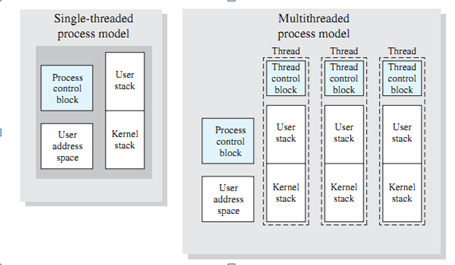 Single-threaded
process model
Process
control
block
User
stack
User
address
space
Kernel
stack
Multithreaded
process model
Thread
Thread
Thread
Thread
control
block
Thread
control
block
Thread
control
block
Process
control
block
User
stack
User
stack
User
stack
User
address
space
Kernel
stack
Kernel
stack
Kernel
stack